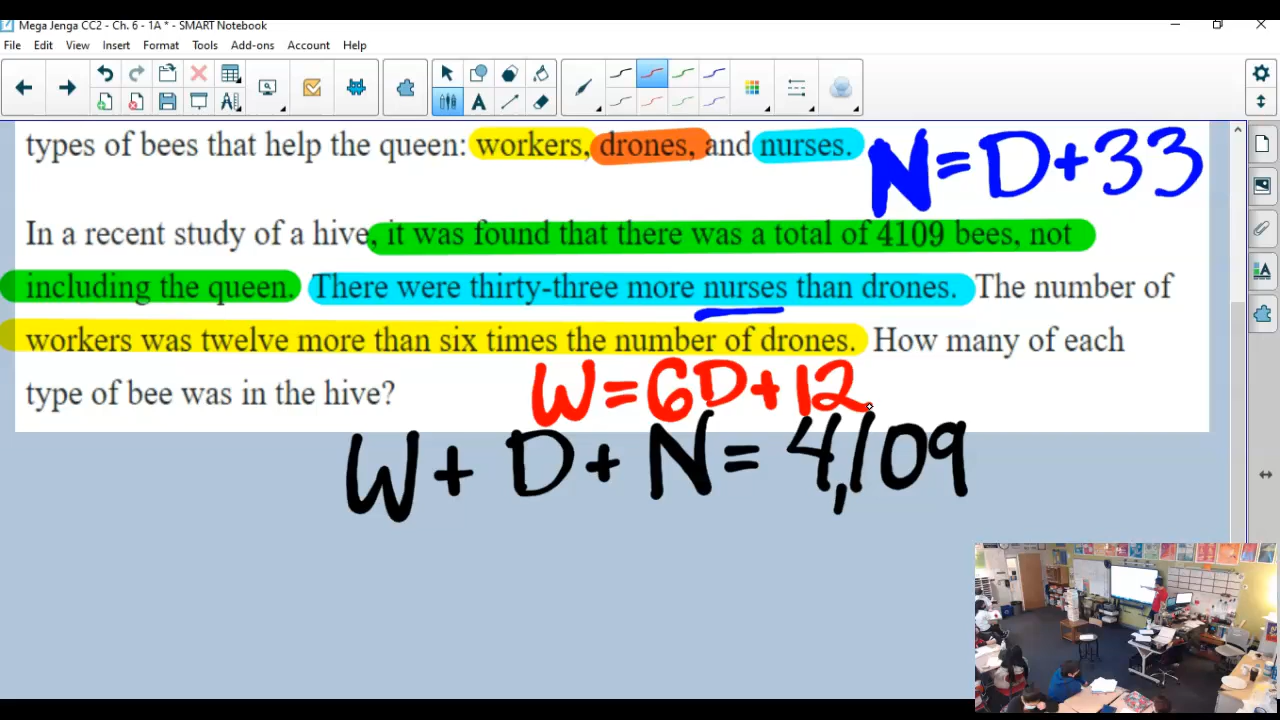 Mega Jenga CC2 - Ch. 6 - 1A * - SMART Notebook
File Edit View Insert Format Tools Add-ons Account Help
types of bees that help the queen: workers, drones, and nurses.
N=D+33
In a recent study of a hive, it was found that there was a total of 4109 bees, not
including the queen. There were thirty-three more nurses than drones. The number of
workers was twelve more than six times the number of drones. How many of each
type of bee was in the hive?
W=6D+12
W+D+N=4,109